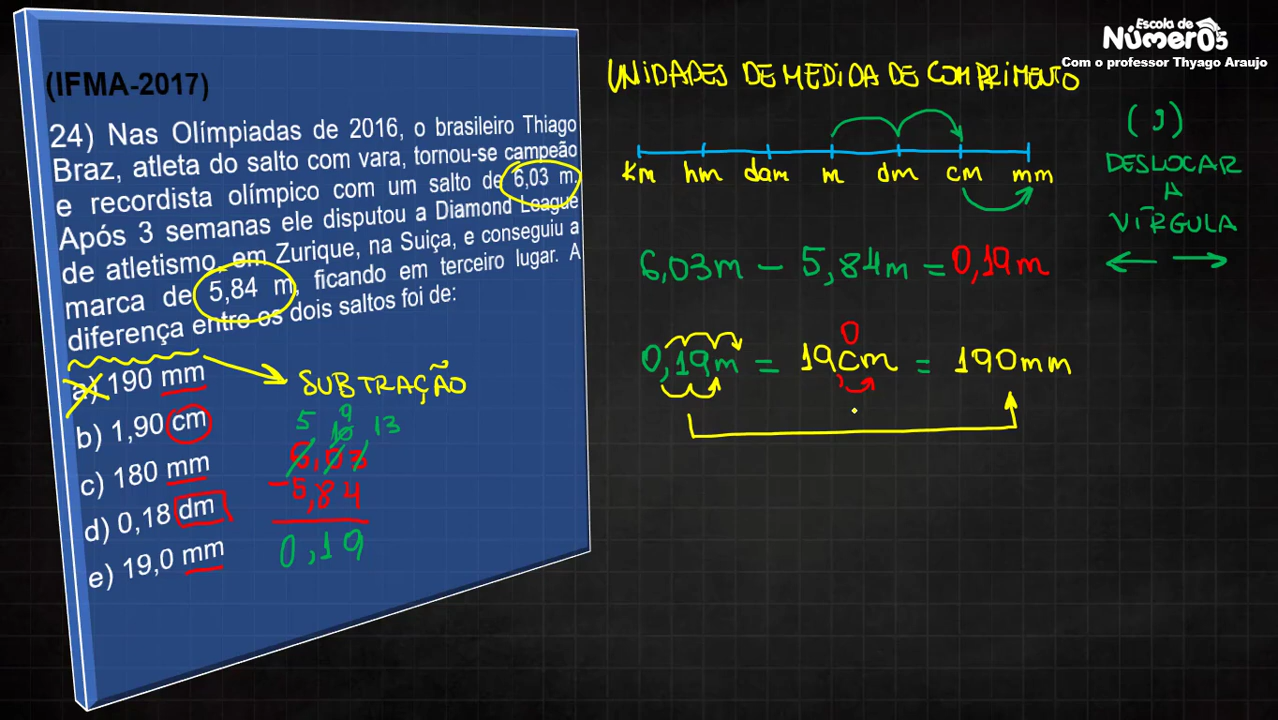 Escola de
NúmerO5
Com o professor Thyago Araujo
(IFMA-2017)
24) Nas Olímpiadas de 2016, o brasileiro Thiago
Braz, atleta do salto com vara, tornou-se campeão
e recordista olímpico com um salto de 6,03 m.
Após 3 semanas ele disputou a Diamond League
de atletismo, em Zurique, na Suiça, e conseguiu a
marca de 5,84 m, ficando em terceiro lugar. A
diferença entre os dois saltos foi de:
a) 190 mm
b) 1,90 cm
c) 180 mm
d) 0,18 dm
e) 19,0 mm
SUBTRAÇÃO
5 9 13
10
6,03
-5,84
0,19
UNIDADES DE MEDIDA DE COMPRIMENTO
km hm dam m dm cm mm
6,03m - 5,84m = 0,19m
0
0,19m = 19cm = 190mm
,
(,)
DESLOCAR
A
VÍRGULA